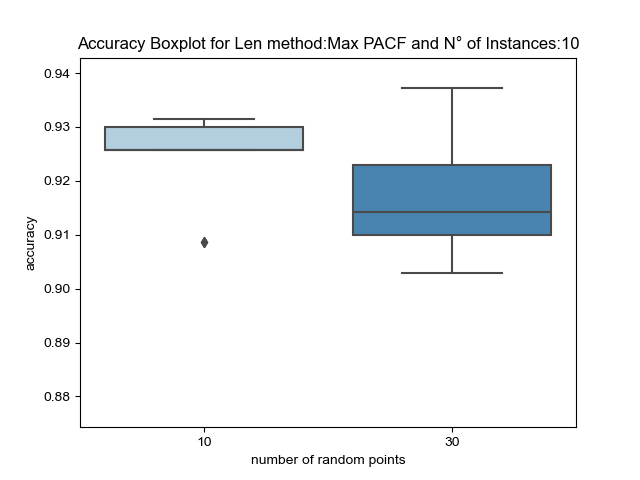 Accuracy Boxplot for Len method:Max PACF and N° of Instances:10
0.94
0.93
0.92
0.91
0.90
0.89
0.88
accuracy
10 30
number of random points